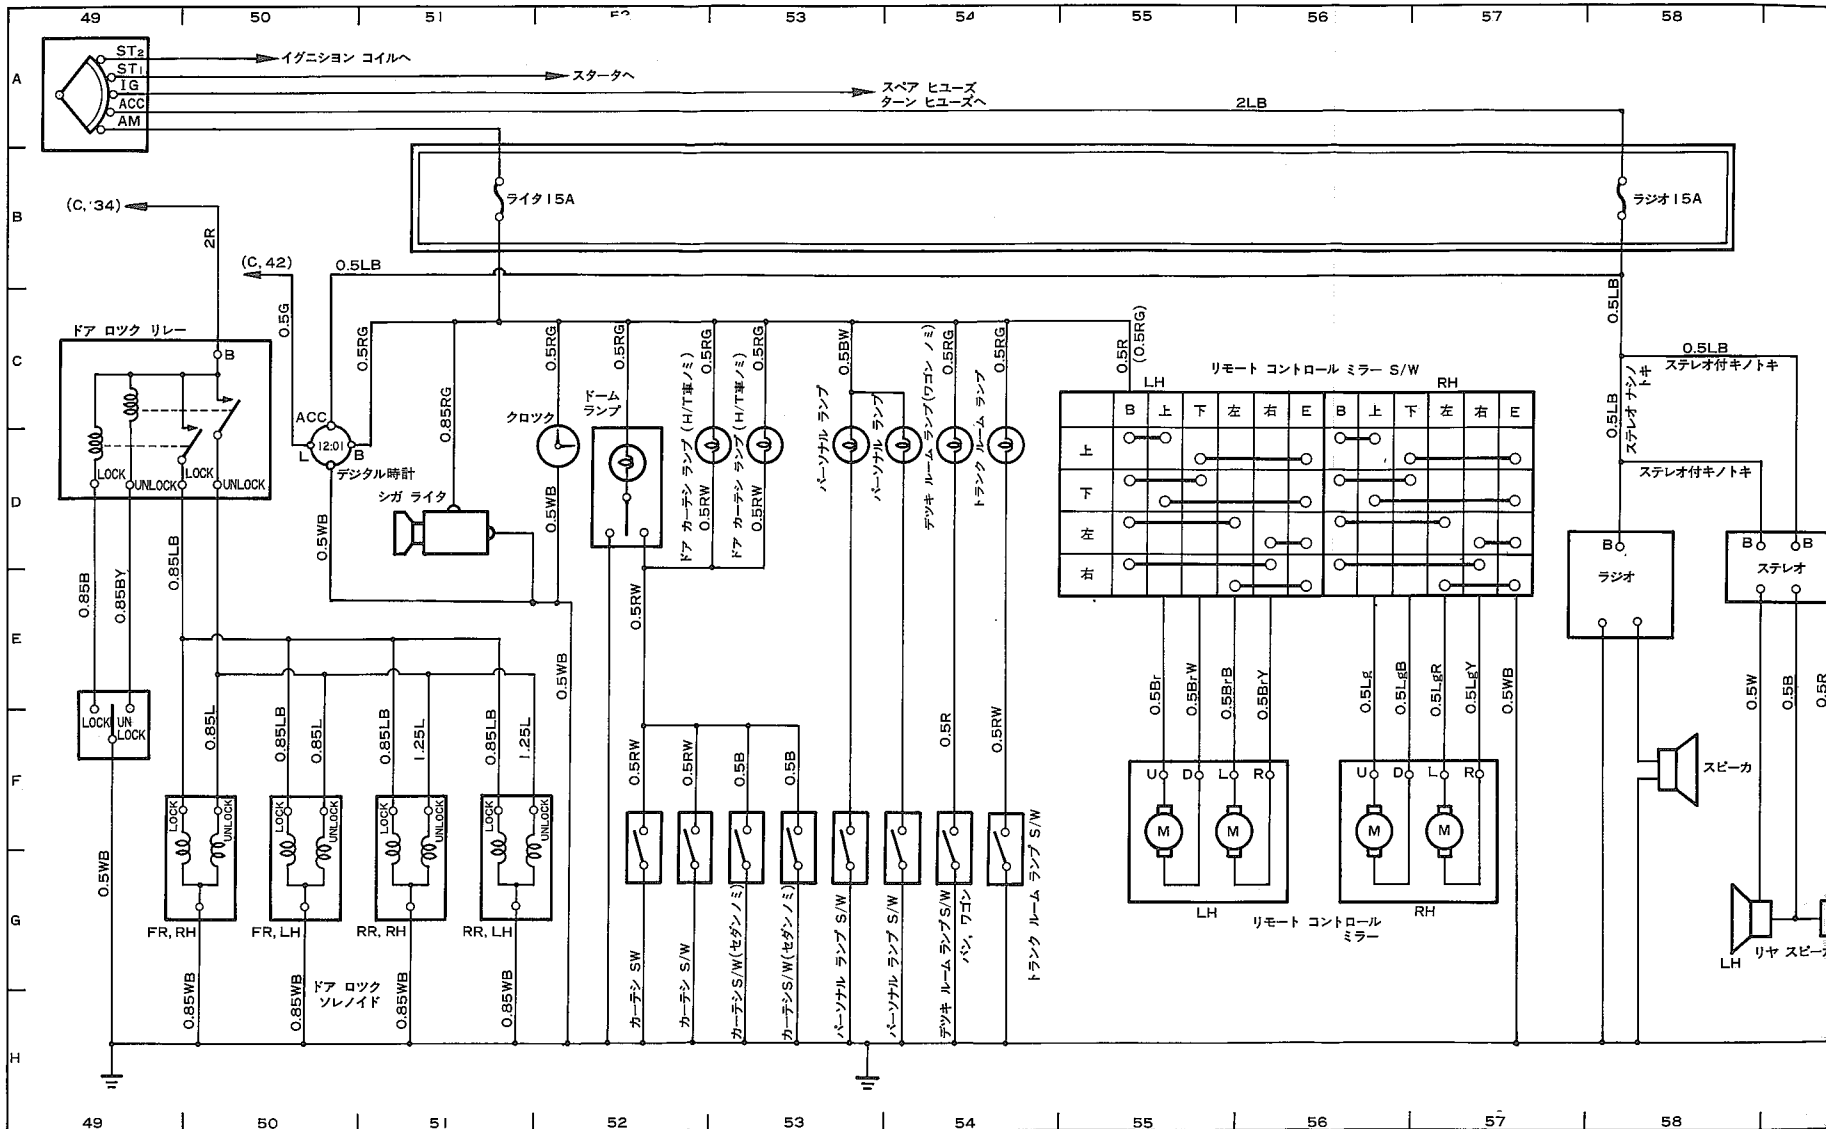 49 50 51 52 53 54 55 56 57 58
A
ST₂
ST₁
IG
ACC
AM
イグニション コイルへ
スタータへ
スペア ヒユーズ
ターン ヒユーズへ
2LB
B
(C, 34)
2R
ライタ 15A
ラジオ 15A
(C, 42)
0.5LB
0.5G
0.5RG
0.85RG
0.5RG
0.5RG
0.5RG
0.5RG
0.5BW
0.5RG
0.5RG
0.5R
(0.5RG)
0.5LB
C
ドア ロツク リレー
B
LOCK
UNLOCK
LOCK
UNLOCK
ACC
12:01
L
B
デジタル時計
シガ ライタ
クロツク
ドーム
ランプ
ドア カーテシ ランプ (H/T車ノミ)
ドア カーテシ ランプ (H/T車ノミ)
パーソナル ランプ
パーソナル ランプ
デツキ ルーム ランプ(ワゴン ノミ)
トランク ルーム ランプ
リモート コントロール ミラー S/W
LH
RH
B 上 下 左 右 E B 上 下 左 右 E
上
下
左
右
0.5LB
ステレオ付キノトキ
0.5LB
ステレオ ナシノ
トキ
ステレオ付キノトキ
D
0.5WB
0.5WB
0.5RW
0.5RW
B
ラジオ
B
B
ステレオ
0.85B
0.85BY
0.85LB
0.5RW
E
0.5WB
0.5Br
0.5BrW
0.5BrB
0.5BrY
0.5Lg
0.5LgB
0.5LgR
0.5LgY
0.5WB
0.5W
0.5B
LOCK
UN
LOCK
0.85L
0.85LB
0.85L
0.85LB
1.25L
0.85LB
1.25L
0.5RW
0.5RW
0.5B
0.5B
0.5R
0.5RW
F
U D L R
U D L R
M M M M
スピーカ
LOCK
UNLOCK
LOCK
UNLOCK
LOCK
UNLOCK
LOCK
UNLOCK
0.5WB
G
FR, RH
FR, LH
RR, RH
RR, LH
LH
リモート コントロール
ミラー
RH
LH
ドア ロツク
ソレノイド
0.85WB
0.85WB
0.85WB
0.85WB
カーテシ SW
カーテシ S/W
カーテシS/W(セダンノミ)
カーテシS/W(セダンノミ)
パーソナル ランプ S/W
パーソナル ランプ S/W
デツキ ルーム ランプ S/W
バン, ワゴン
トランク ルーム ランプ S/W
H
49 50 51 52 53 54 55 56 57 58